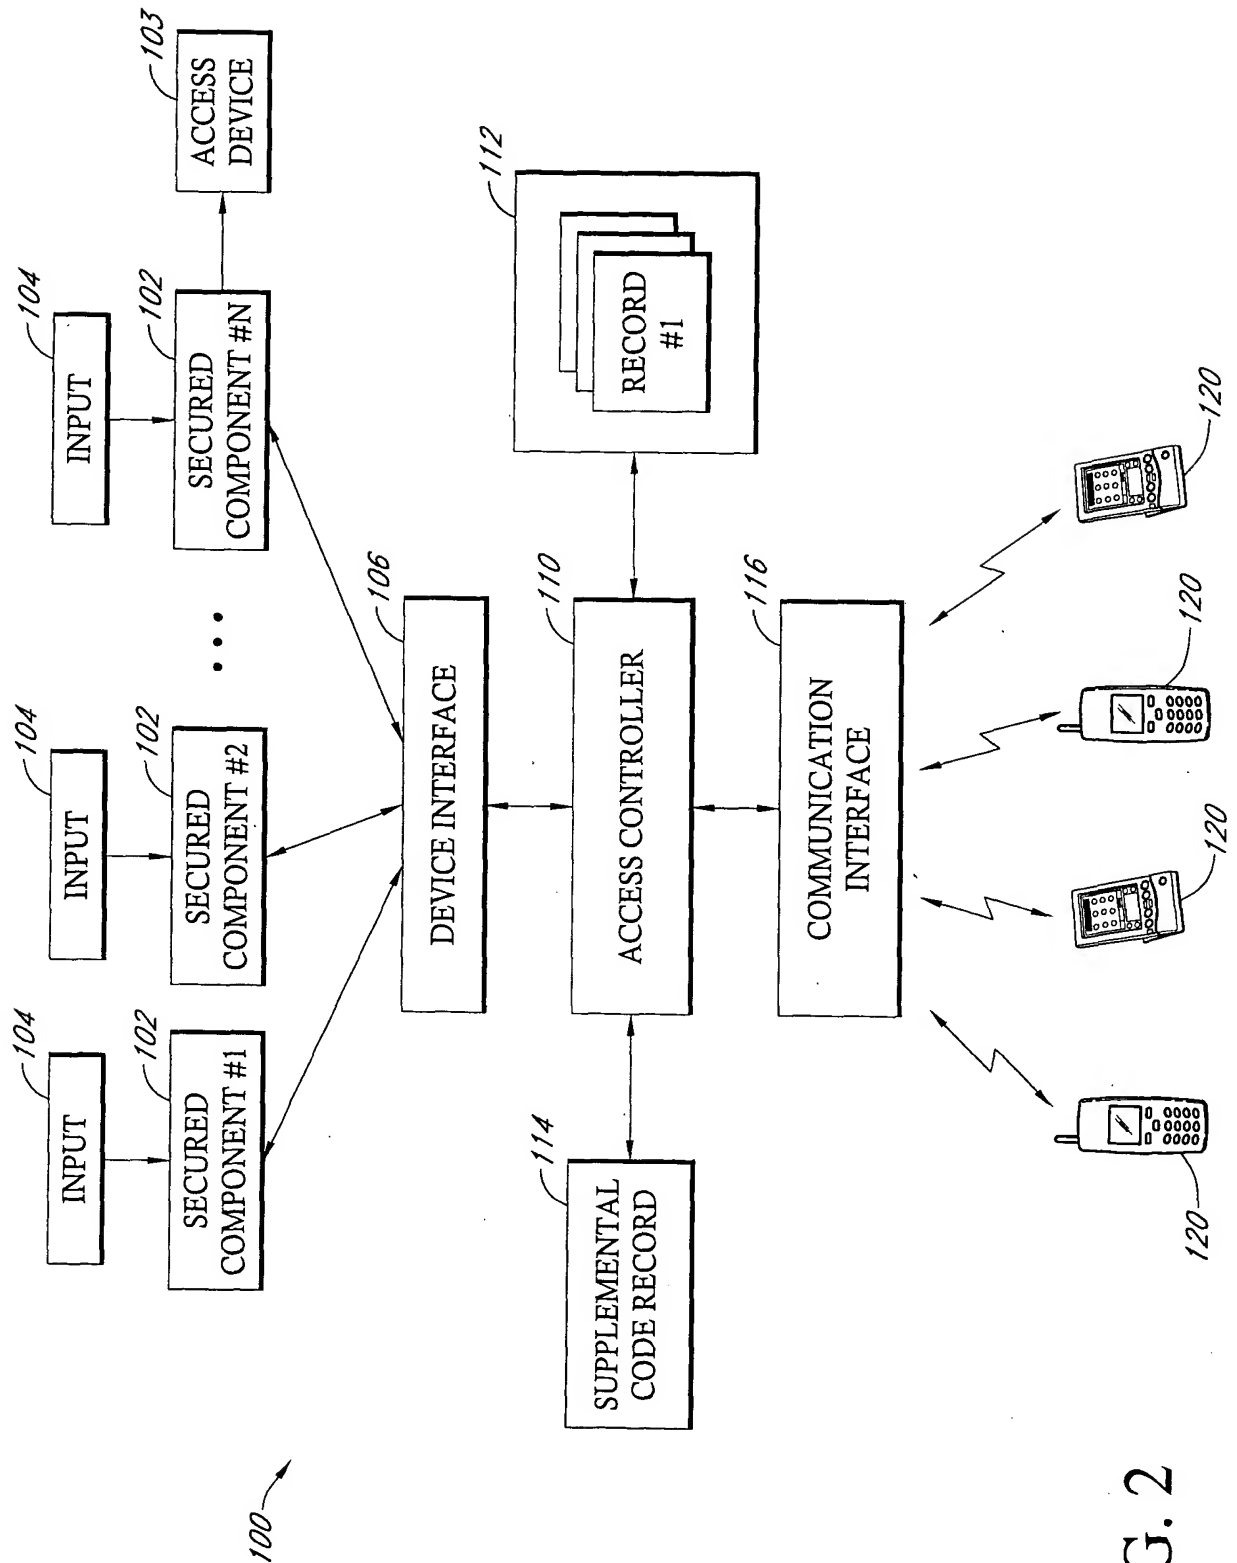 100
104
INPUT
102
SECURED
COMPONENT #1
104
INPUT
102
SECURED
COMPONENT #2
...
104
INPUT
102
SECURED
COMPONENT #N
103
ACCESS
DEVICE
106
DEVICE INTERFACE
114
SUPPLEMENTAL
CODE RECORD
110
ACCESS CONTROLLER
112
RECORD
#1
116
COMMUNICATION
INTERFACE
120
120
120
120
G. 2